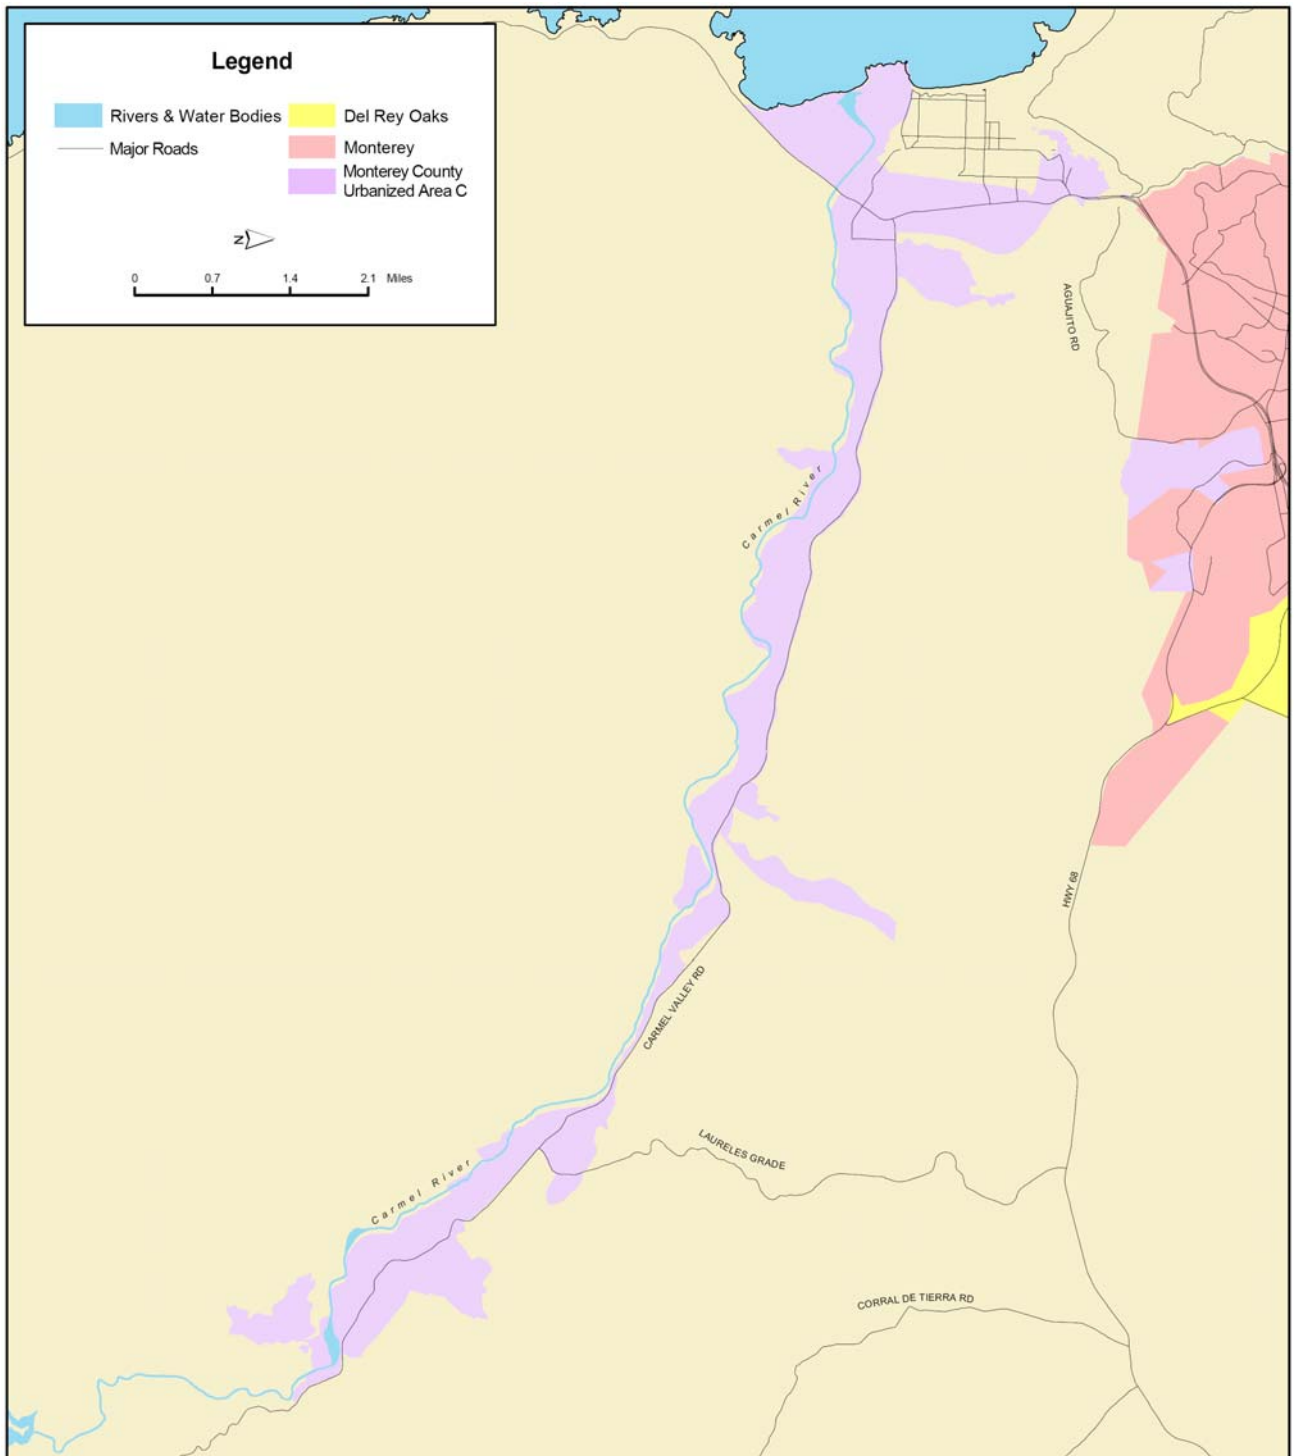 Legend
Rivers & Water Bodies
Major Roads
Del Rey Oaks
Monterey
Monterey County
Urbanized Area C
N
0 0.7 1.4 2.1 Miles
AGUAJITO RD
Carmel River
HWY 68
CARMEL VALLEY RD
LAURELES GRADE
Carmel River
CORRAL DE TIERRA RD